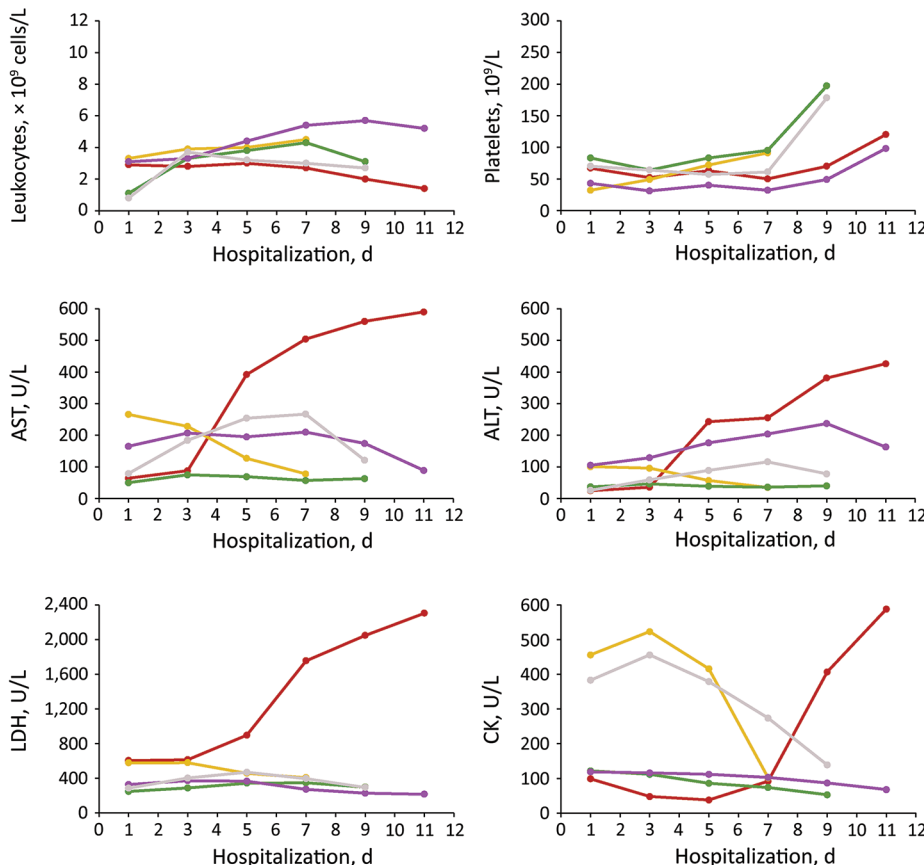 Leukocytes, × 10⁹ cells/L
12
10
8
6
4
2
0
0 1 2 3 4 5 6 7 8 9 10 11 12
Hospitalization, d
Platelets, 10⁹/L
300
250
200
150
100
50
0
0 1 2 3 4 5 6 7 8 9 10 11 12
Hospitalization, d
AST, U/L
600
500
400
300
200
100
0
0 1 2 3 4 5 6 7 8 9 10 11 12
Hospitalization, d
ALT, U/L
600
500
400
300
200
100
0
0 1 2 3 4 5 6 7 8 9 10 11 12
Hospitalization, d
LDH, U/L
2,400
2,000
1,600
1,200
800
400
0
0 1 2 3 4 5 6 7 8 9 10 11 12
Hospitalization, d
CK, U/L
600
500
400
300
200
100
0
0 1 2 3 4 5 6 7 8 9 10 11 12
Hospitalization, d